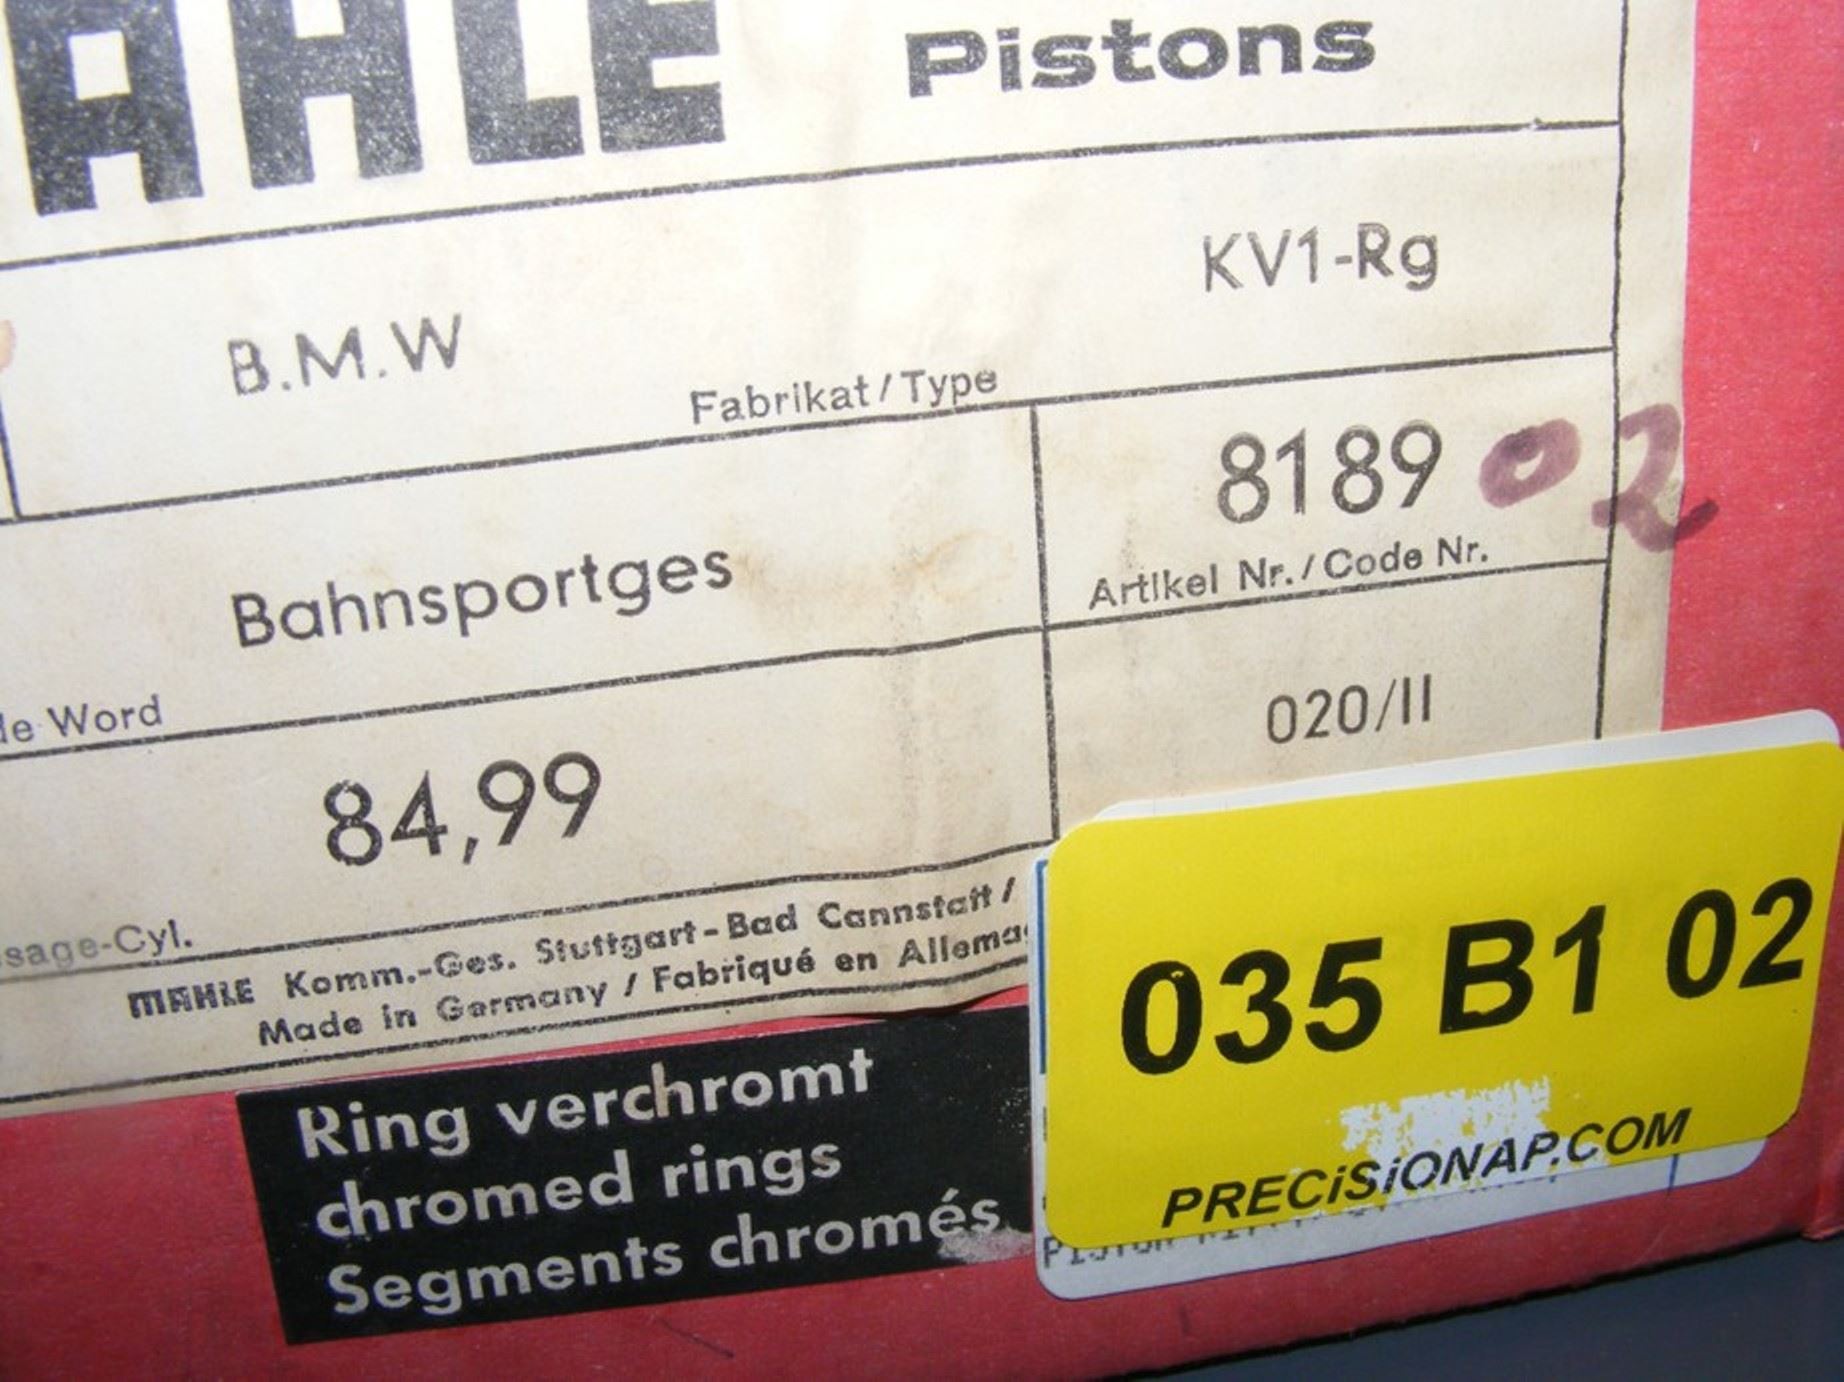 AHLE Pistons
B.M.W KV1-Rg
Fabrikat/Type
Bahnsportges 8189 02
de Word Artikel Nr./Code Nr.
84,99 020/II
sage-Cyl.
MAHLE Komm.-Ges. Stuttgart-Bad Cannstatt/
Made in Germany / Fabriqué en Allema
Ring verchromt
chromed rings
Segments chromés
035 B1 02
PRECiSiONAP.COM